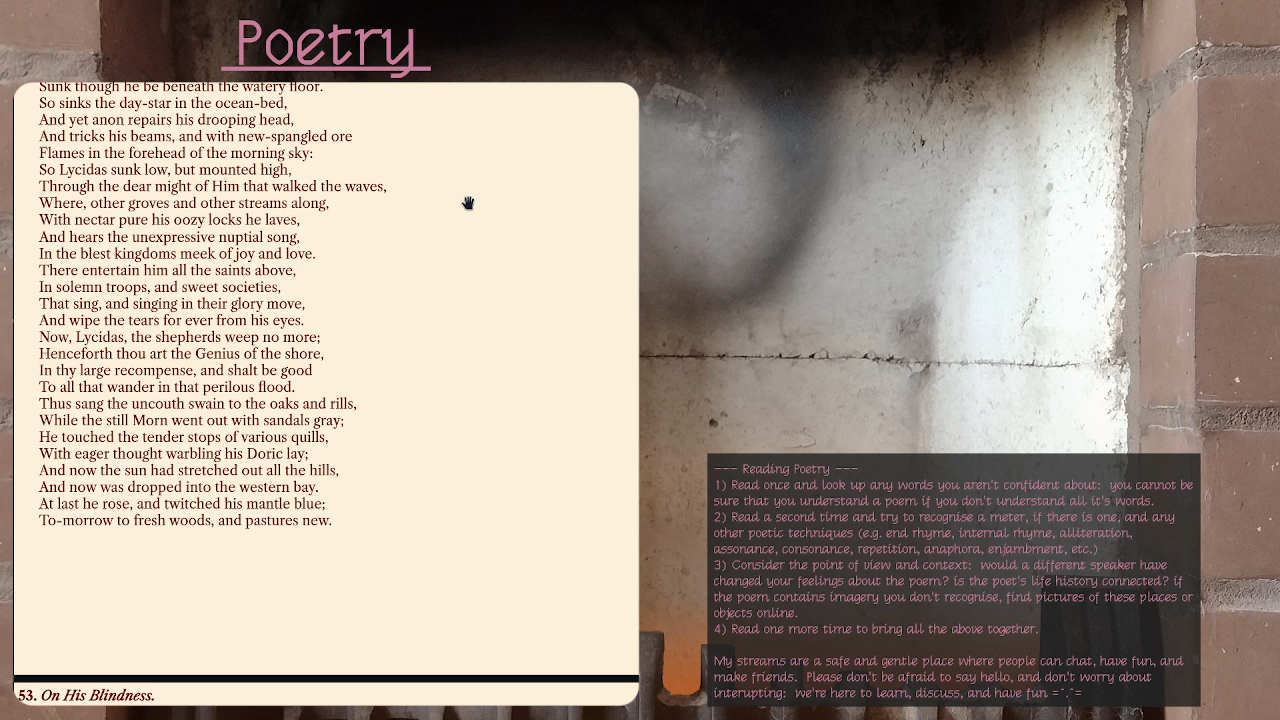 Poetry
Sunk though he be beneath the watery floor.
So sinks the day-star in the ocean-bed,
And yet anon repairs his drooping head,
And tricks his beams, and with new-spangled ore
Flames in the forehead of the morning sky:
So Lycidas sunk low, but mounted high,
Through the dear might of Him that walked the waves,
Where, other groves and other streams along,
With nectar pure his oozy locks he laves,
And hears the unexpressive nuptial song,
In the blest kingdoms meek of joy and love.
There entertain him all the saints above,
In solemn troops, and sweet societies,
That sing, and singing in their glory move,
And wipe the tears for ever from his eyes.
Now, Lycidas, the shepherds weep no more;
Henceforth thou art the Genius of the shore,
In thy large recompense, and shalt be good
To all that wander in that perilous flood.
Thus sang the uncouth swain to the oaks and rills,
While the still Morn went out with sandals gray;
He touched the tender stops of various quills,
With eager thought warbling his Doric lay;
And now the sun had stretched out all the hills,
And now was dropped into the western bay.
At last he rose, and twitched his mantle blue;
To-morrow to fresh woods, and pastures new.
53. On His Blindness.
--- Reading Poetry ---
1) Read once and look up any words you aren't confident about: you cannot be
sure that you understand a poem if you don't understand all it's words.
2) Read a second time and try to recognise a meter, if there is one, and any
other poetic techniques (e.g. end rhyme, internal rhyme, alliteration,
assonance, consonance, repetition, anaphora, enjambment, etc.)
3) Consider the point of view and context: would a different speaker have
changed your feelings about the poem? is the poet's life history connected? if
the poem contains imagery you don't recognise, find pictures of these places or
objects online.
4) Read one more time to bring all the above together.
My streams are a safe and gentle place where people can chat, have fun, and
make friends. Please don't be afraid to say hello, and don't worry about
interupting: we're here to learn, discuss, and have fun =^.^=